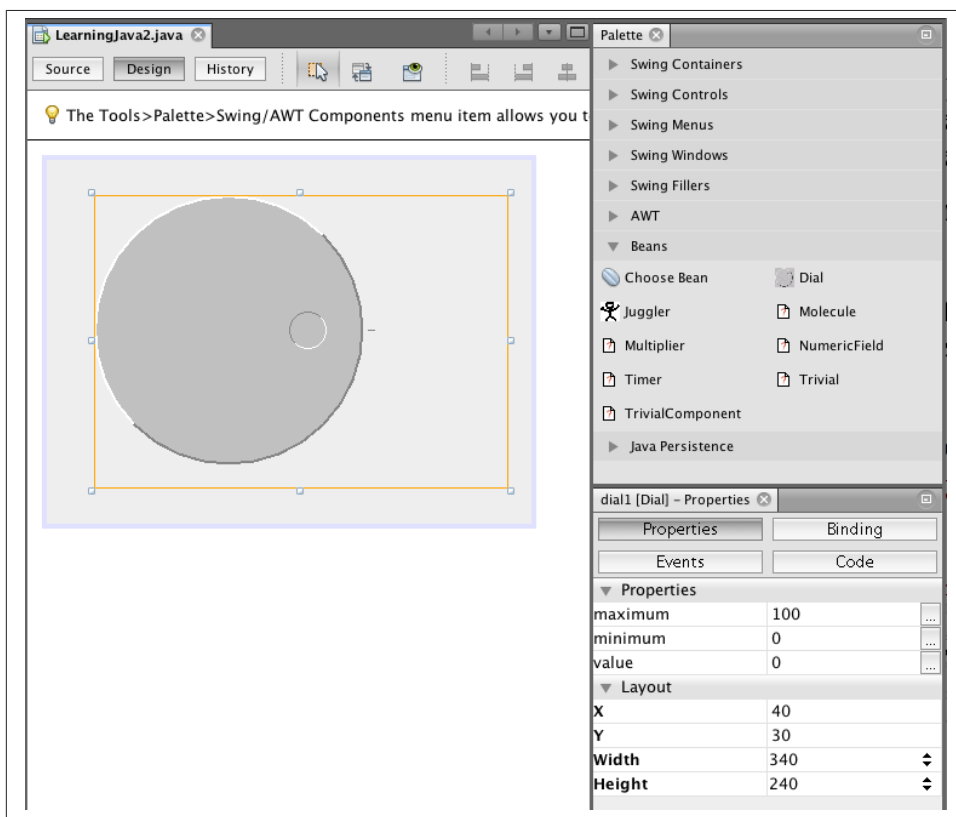 LearningJava2.java
Source Design History
The Tools>Palette>Swing/AWT Components menu item allows you t
Palette
Swing Containers
Swing Controls
Swing Menus
Swing Windows
Swing Fillers
AWT
Beans
Choose Bean Dial
Juggler Molecule
Multiplier NumericField
Timer Trivial
TrivialComponent
Java Persistence
dial1 [Dial] - Properties
Properties Binding
Events Code
Properties
maximum 100 ...
minimum 0 ...
value 0 ...
Layout
X 40
Y 30
Width 340
Height 240